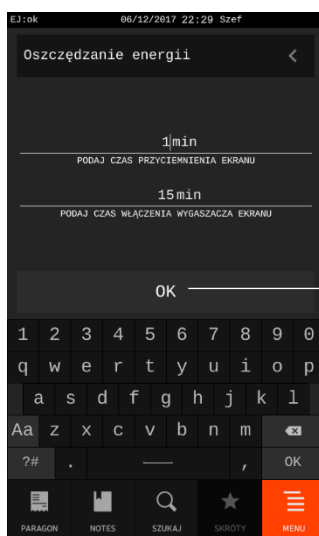 EJ:ok 06/12/2017 22:29 Szef
Oszczędzanie energii
1min
PODAJ CZAS PRZYCIEMNIENIA EKRANU
15min
PODAJ CZAS WŁĄCZENIA WYGASZACZA EKRANU
OK
1 2 3 4 5 6 7 8 9 0
q w e r t y u i o p
a s d f g h j k l
Aa z x c v b n m
?# . , OK
PARAGON NOTES SZUKAJ SKRÓTY MENU